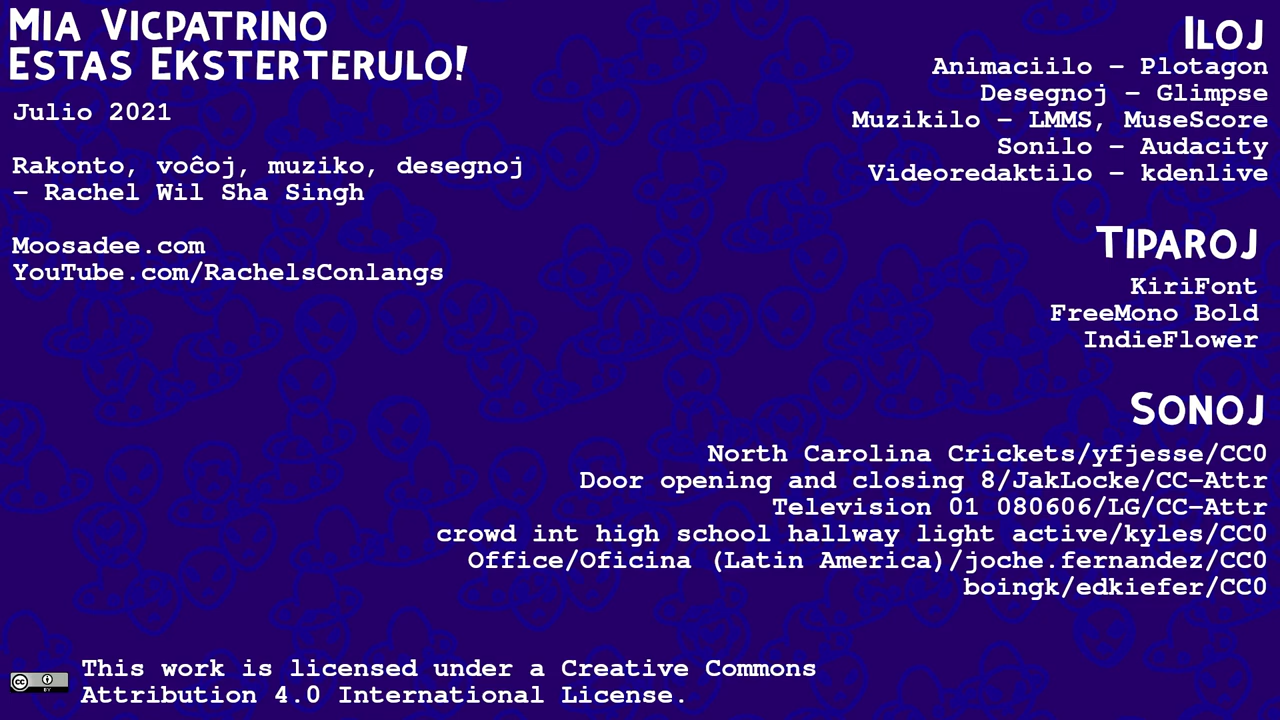 Mia Vicpatrino
Estas Eksterterulo!
Julio 2021
Rakonto, voĉoj, muziko, desegnoj
- Rachel Wil Sha Singh
Moosadee.com
YouTube.com/RachelsConlangs
Iloj
Animaciilo - Plotagon
Desegnoj - Glimpse
Muzikilo - LMMS, MuseScore
Sonilo - Audacity
Videoredaktilo - kdenlive
Tiparoj
KiriFont
FreeMono Bold
IndieFlower
Sonoj
North Carolina Crickets/yfjesse/CC0
Door opening and closing 8/JakLocke/CC-Attr
Television 01 080606/LG/CC-Attr
crowd int high school hallway light active/kyles/CC0
Office/Oficina (Latin America)/joche.fernandez/CC0
boingk/edkiefer/CC0
cc BY
This work is licensed under a Creative Commons
Attribution 4.0 International License.